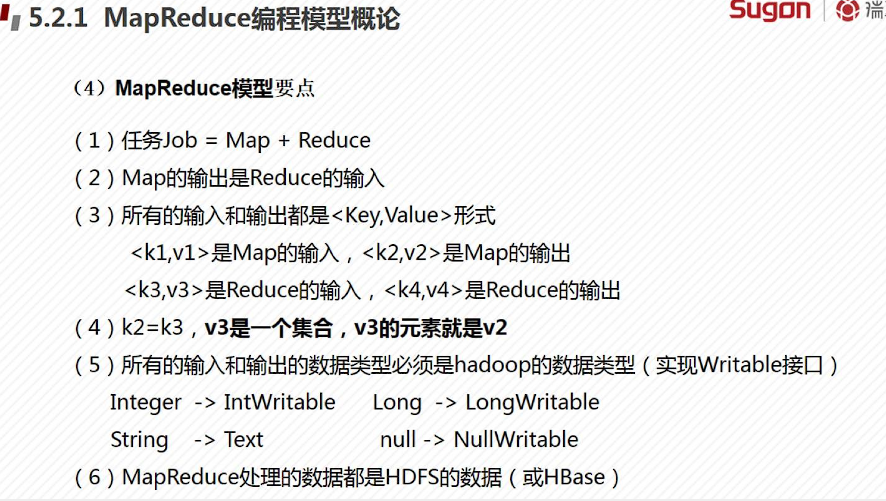 5.2.1 MapReduce编程模型概论
Sugon
（4）MapReduce模型要点
（1）任务Job = Map + Reduce
（2）Map的输出是Reduce的输入
（3）所有的输入和输出都是<Key,Value>形式
<k1,v1>是Map的输入，<k2,v2>是Map的输出
<k3,v3>是Reduce的输入，<k4,v4>是Reduce的输出
（4）k2=k3，v3是一个集合，v3的元素就是v2
（5）所有的输入和输出的数据类型必须是hadoop的数据类型（实现Writable接口）
Integer -> IntWritable Long -> LongWritable
String -> Text null -> NullWritable
（6）MapReduce处理的数据都是HDFS的数据（或HBase）